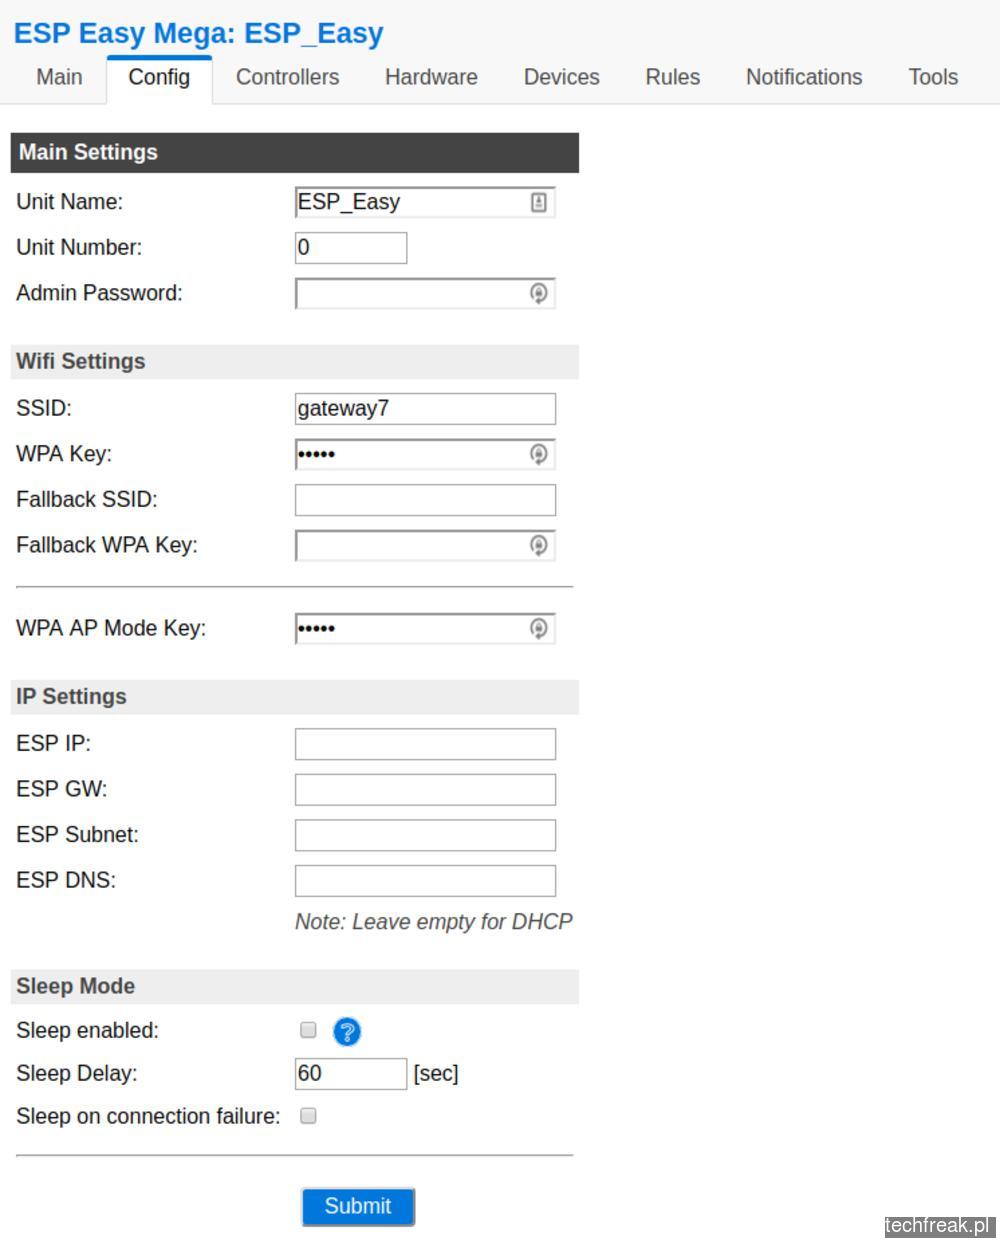 ESP Easy Mega: ESP_Easy
Main Config Controllers Hardware Devices Rules Notifications Tools
Main Settings
Unit Name: ESP_Easy
Unit Number: 0
Admin Password:
Wifi Settings
SSID: gateway7
WPA Key: •••••
Fallback SSID:
Fallback WPA Key:
WPA AP Mode Key: •••••
IP Settings
ESP IP:
ESP GW:
ESP Subnet:
ESP DNS:
Note: Leave empty for DHCP
Sleep Mode
Sleep enabled: ?
Sleep Delay: 60 [sec]
Sleep on connection failure:
Submit
techfreak.pl